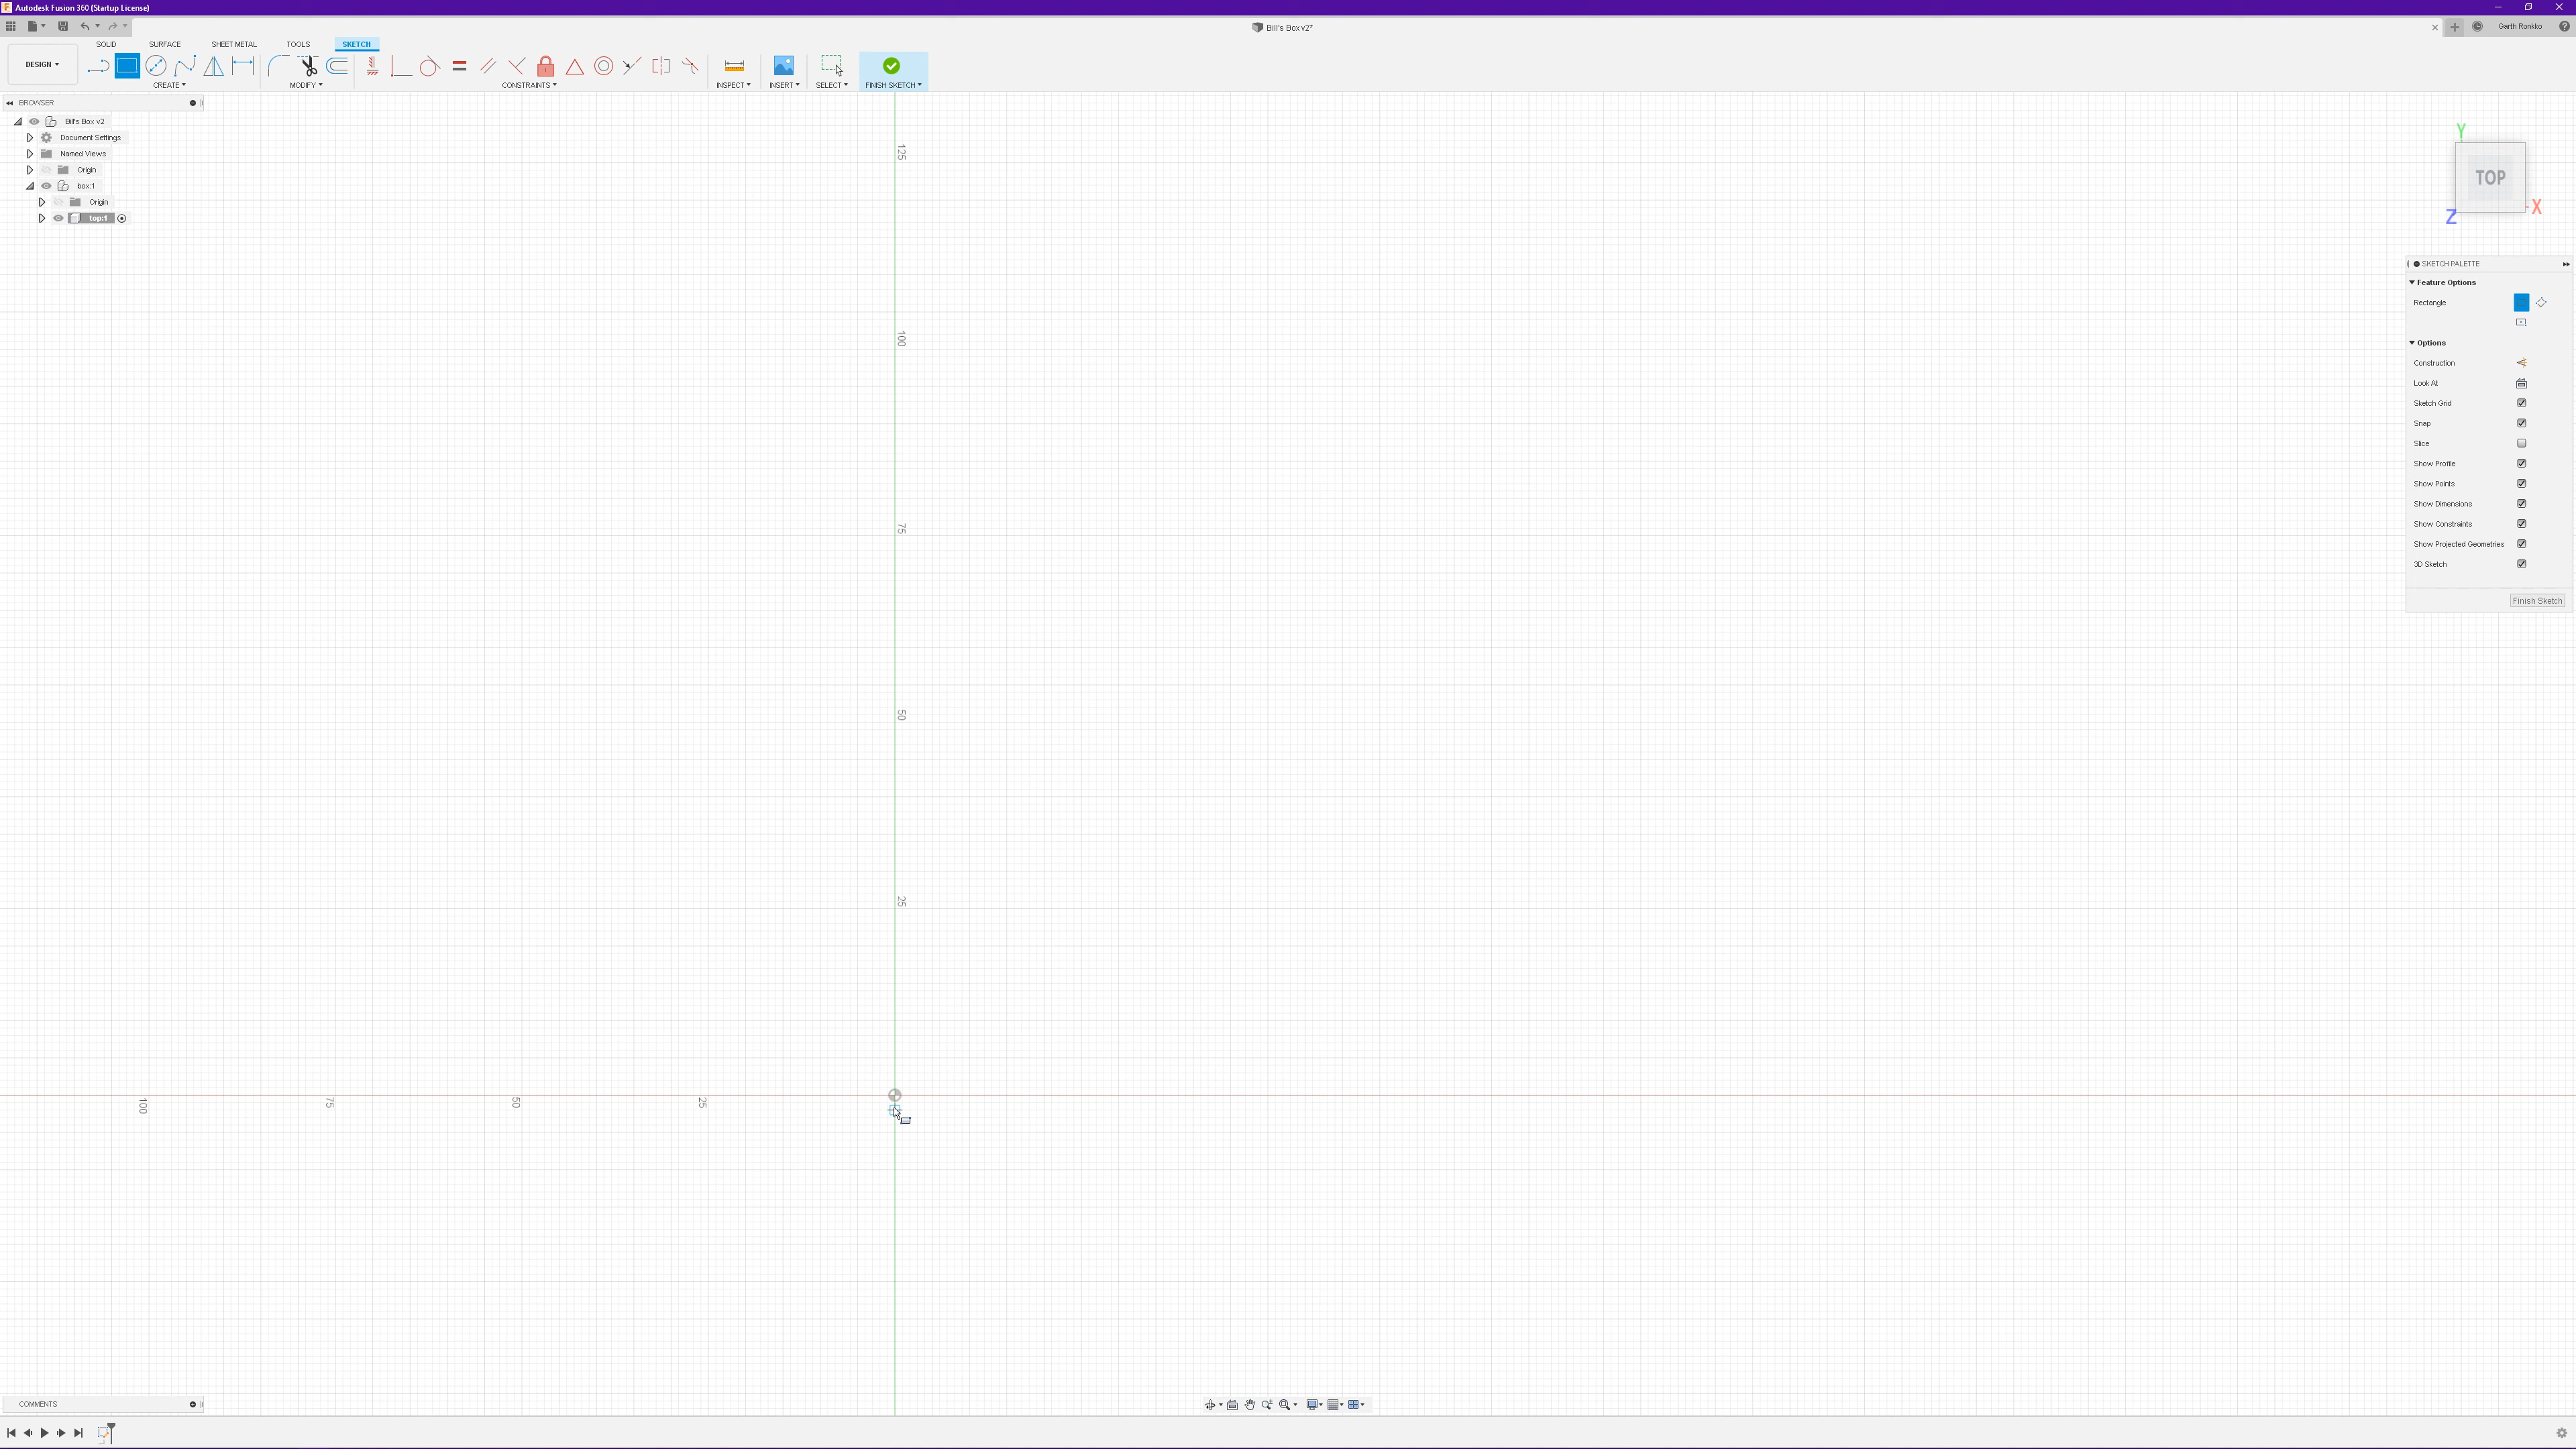 Autodesk Fusion 360 (Startup License)
Bill's Box v2*
Garth Ronkko
SOLID SURFACE SHEET METAL TOOLS SKETCH
DESIGN
CREATE MODIFY CONSTRAINTS INSPECT INSERT SELECT FINISH SKETCH
BROWSER
Bill's Box v2
Document Settings
Named Views
Origin
box:1
Origin
top:1
125
100
75
50
25
100 75 50 25
Y
TOP
X
Z
SKETCH PALETTE
Feature Options
Rectangle
Options
Construction
Look At
Sketch Grid
Snap
Slice
Show Profile
Show Points
Show Dimensions
Show Constraints
Show Projected Geometries
3D Sketch
Finish Sketch
COMMENTS